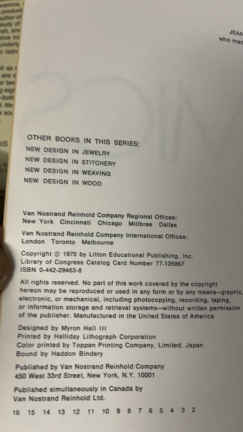 JEAN
who made
OTHER BOOKS IN THIS SERIES:
NEW DESIGN IN JEWELRY
NEW DESIGN IN STITCHERY
NEW DESIGN IN WEAVING
NEW DESIGN IN WOOD
Van Nostrand Reinhold Company Regional Offices:
New York Cincinnati Chicago Millbrae Dallas
Van Nostrand Reinhold Company International Offices:
London Toronto Melbourne
Copyright © 1970 by Litton Educational Publishing, Inc.
Library of Congress Catalog Card Number
ISBN 0-442-29463-8
All rights reserved. No part of this work covered by the copyright
hereon may be reproduced or used in any form or by any means—graphic,
electronic, or mechanical, including photocopying, recording, taping,
or information storage and retrieval systems—without written permission
of the publisher. Manufactured in the United States of America
Designed by Myron Hall III
Printed by Halliday Lithograph Corporation
Color printed by Toppan Printing Company, Limited, Japan
Bound by Haddon Bindery
Published by Van Nostrand Reinhold Company
450 West 33rd Street, New York, N.Y. 10001
Published simultaneously in Canada by
Van Nostrand Reinhold Ltd.
16 15 14 13 12 11 10 9 8 7 6 5 4 3 2